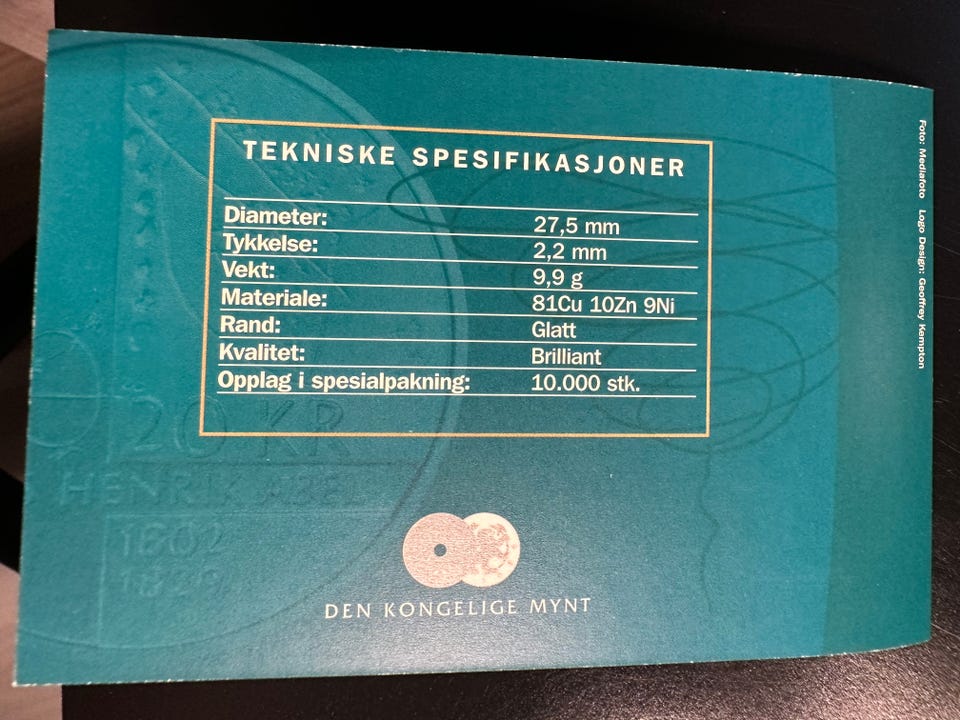 TEKNISKE SPESIFIKASJONER
Diameter: 27,5 mm
Tykkelse: 2,2 mm
Vekt: 9,9 g
Materiale: 81Cu 10Zn 9Ni
Rand: Glatt
Kvalitet: Brilliant
Opplag i spesialpakning: 10.000 stk.
20 KR
HENRIK ABEL
1802
DEN KONGELIGE MYNT
Foto: Mediafoto Logo Design: Geoffrey Kempton